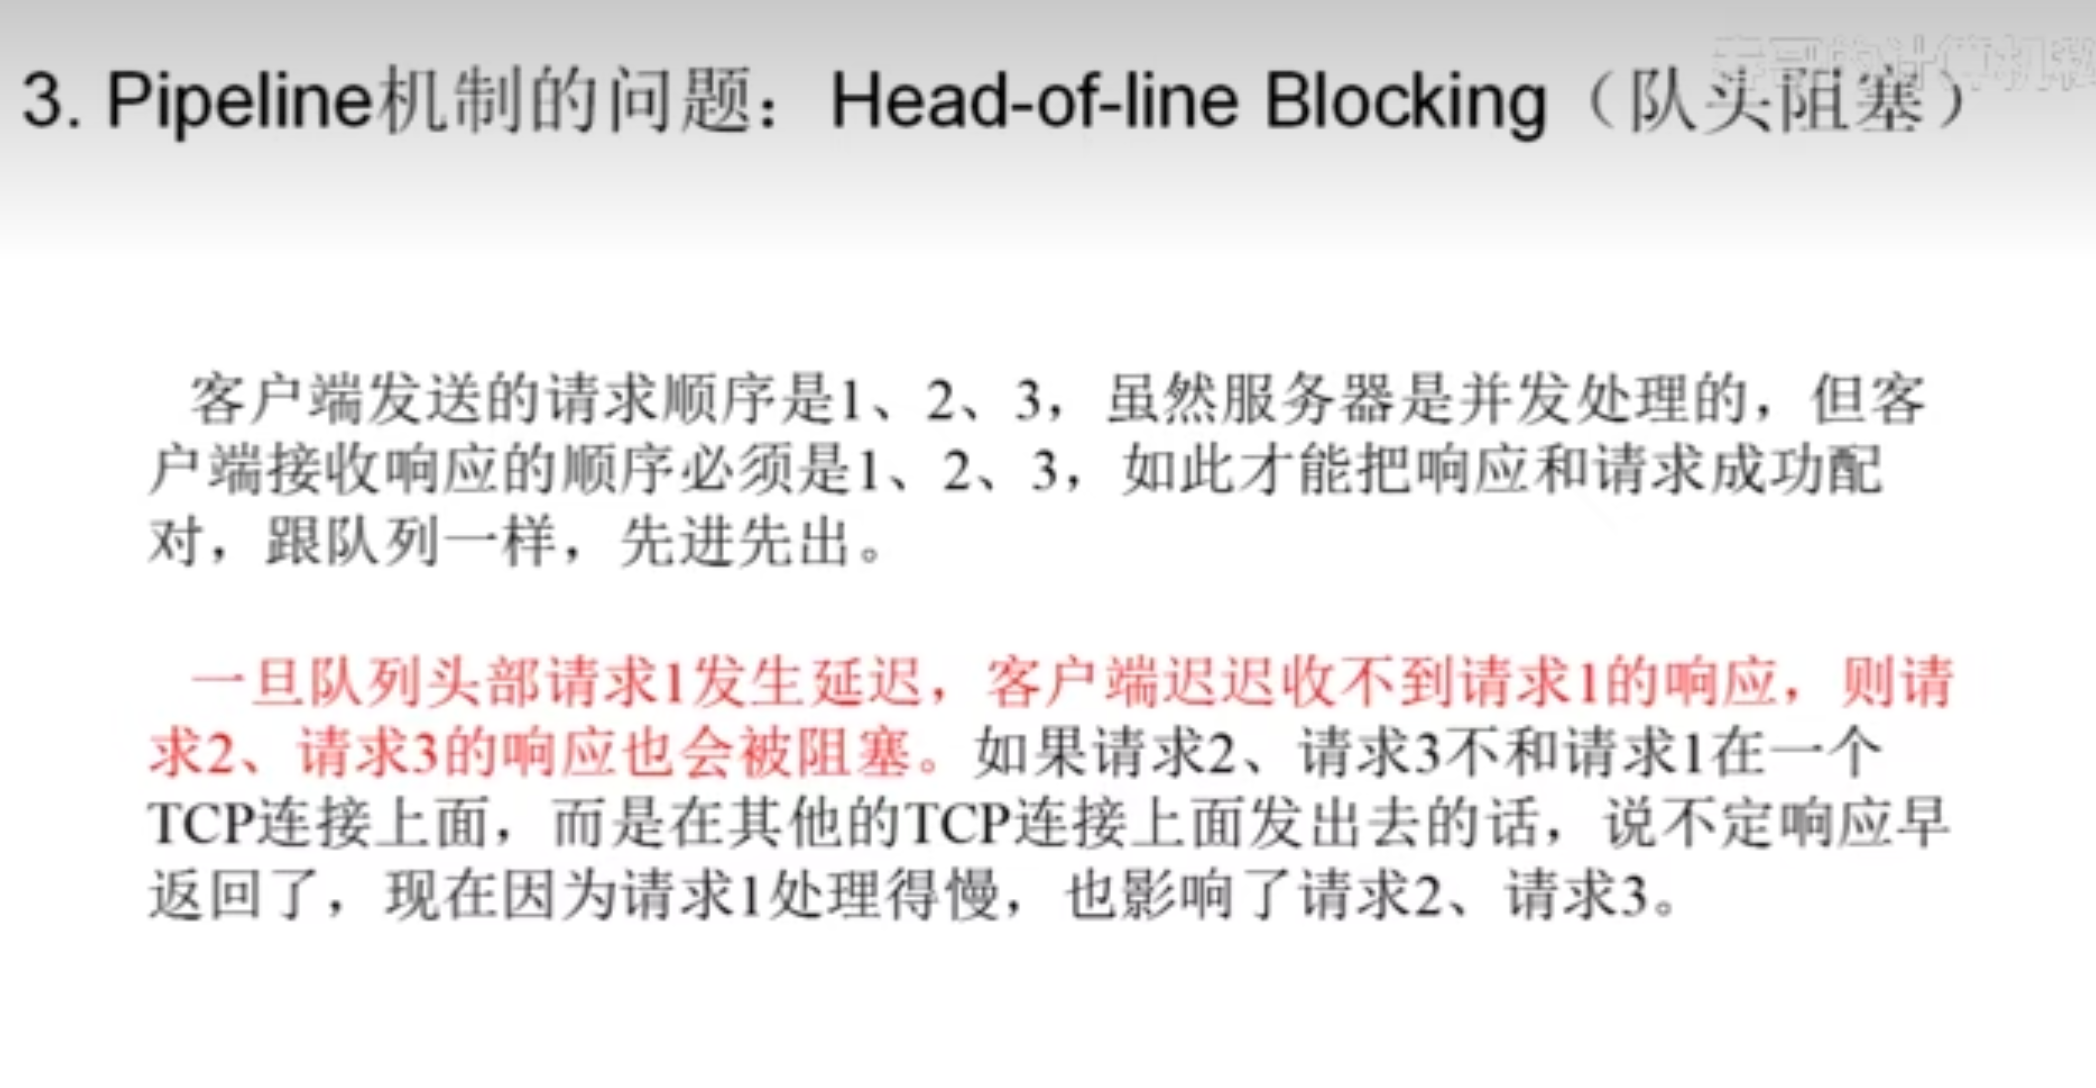 3. Pipeline机制的问题：Head-of-line Blocking（队头阻塞）
客户端发送的请求顺序是1、2、3，虽然服务器是并发处理的，但客
户端接收响应的顺序必须是1、2、3，如此才能把响应和请求成功配
对，跟队列一样，先进先出。
一旦队列头部请求1发生延迟，客户端迟迟收不到请求1的响应，则请
求2、请求3的响应也会被阻塞。如果请求2、请求3不和请求1在一个
TCP连接上面，而是在其他的TCP连接上面发出去的话，说不定响应早
返回了，现在因为请求1处理得慢，也影响了请求2、请求3。